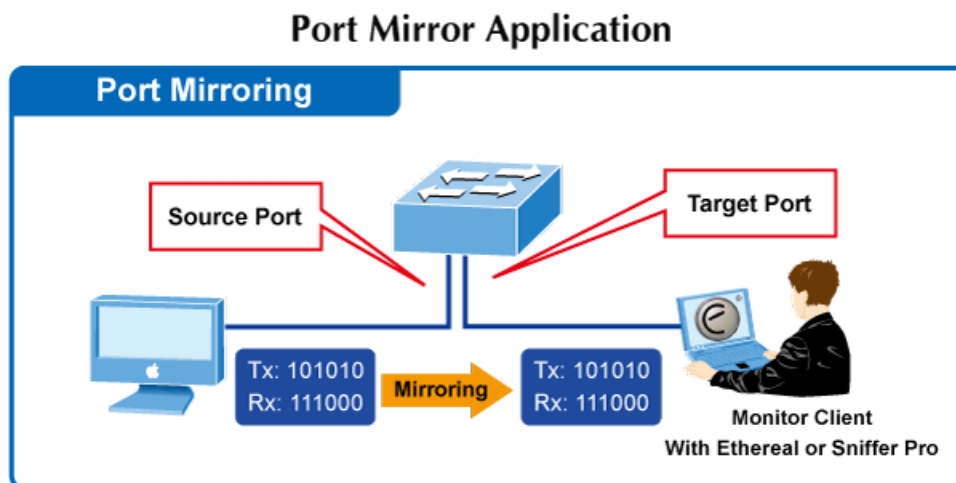 Port Mirror Application
Port Mirroring
Source Port
Target Port
Tx: 101010
Rx: 111000
Mirroring
Tx: 101010
Rx: 111000
Monitor Client
With Ethereal or Sniffer Pro